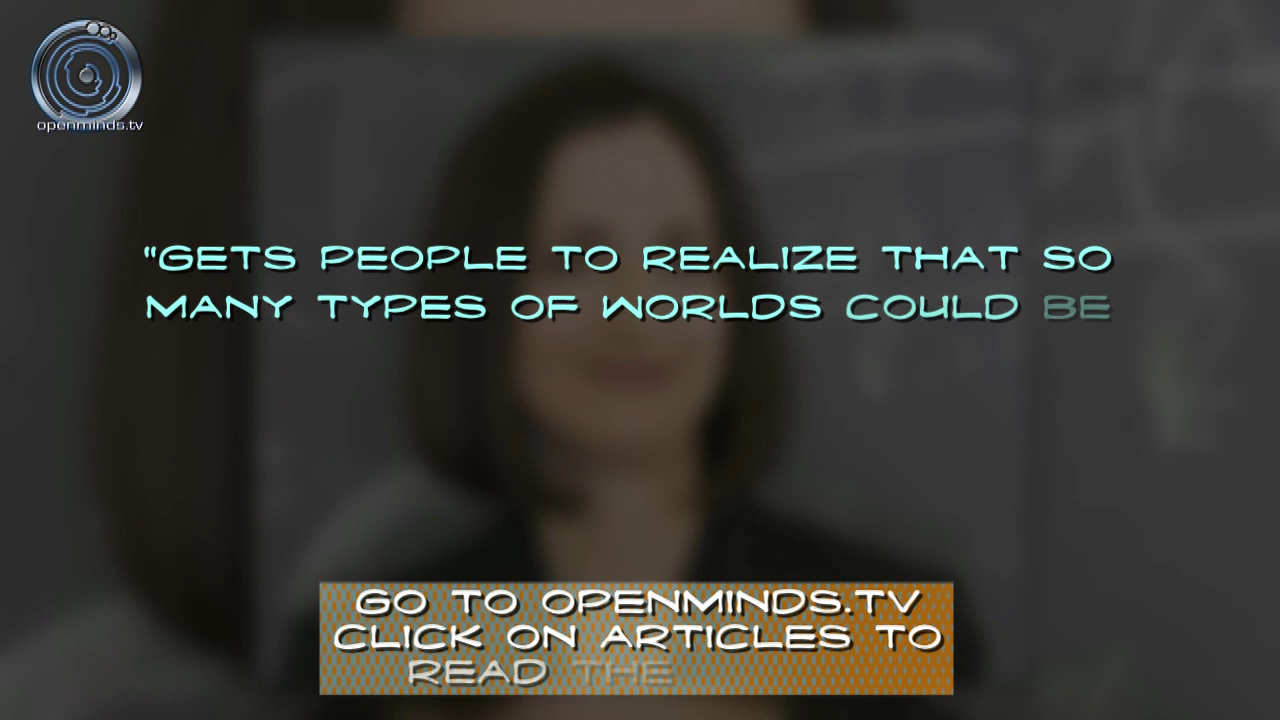 openminds.tv
"GETS PEOPLE TO REALIZE THAT SO
MANY TYPES OF WORLDS COULD BE
GO TO OPENMINDS.TV
CLICK ON ARTICLES TO
READ THE